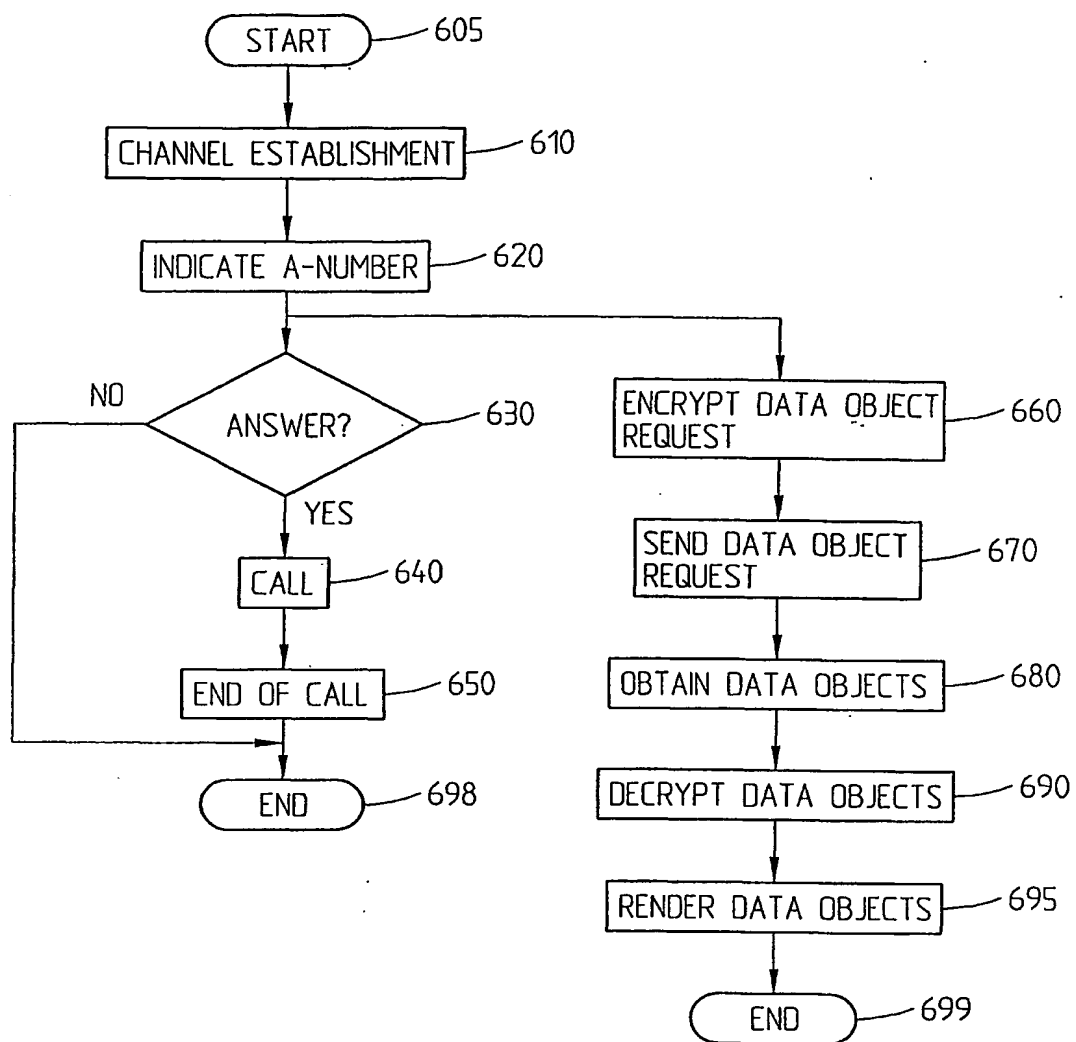 START
605
CHANNEL ESTABLISHMENT
610
INDICATE A-NUMBER
620
NO
ANSWER?
630
YES
CALL
640
END OF CALL
650
END
698
ENCRYPT DATA OBJECT
REQUEST
660
SEND DATA OBJECT
REQUEST
670
OBTAIN DATA OBJECTS
680
DECRYPT DATA OBJECTS
690
RENDER DATA OBJECTS
695
END
699